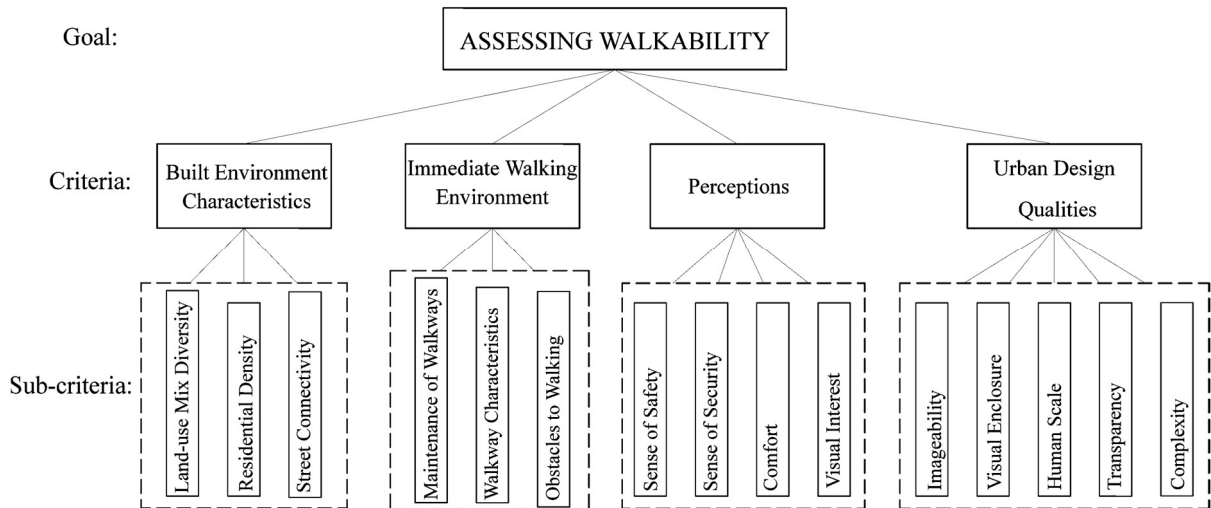 Goal:
ASSESSING WALKABILITY
Criteria:
Built Environment
Characteristics
Immediate Walking
Environment
Perceptions
Urban Design
Qualities
Sub-criteria:
Land-use Mix Diversity
Residential Density
Street Connectivity
Maintenance of Walkways
Walkway Characteristics
Obstacles to Walking
Sense of Safety
Sense of Security
Comfort
Visual Interest
Imageability
Visual Enclosure
Human Scale
Transparency
Complexity